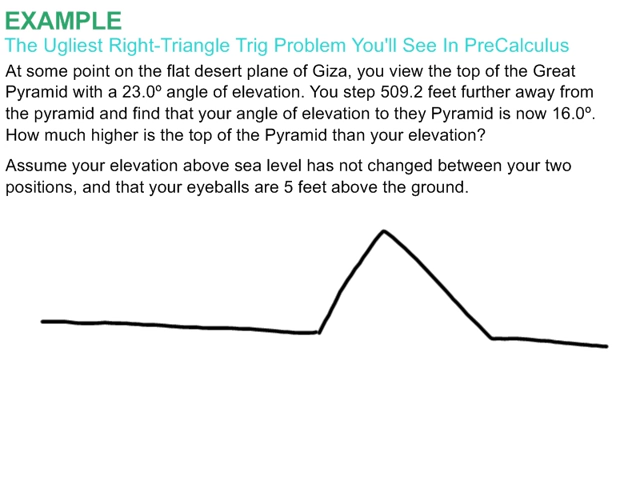 EXAMPLE
The Ugliest Right-Triangle Trig Problem You'll See In PreCalculus
At some point on the flat desert plane of Giza, you view the top of the Great
Pyramid with a 23.0º angle of elevation. You step 509.2 feet further away from
the pyramid and find that your angle of elevation to they Pyramid is now 16.0º.
How much higher is the top of the Pyramid than your elevation?
Assume your elevation above sea level has not changed between your two
positions, and that your eyeballs are 5 feet above the ground.